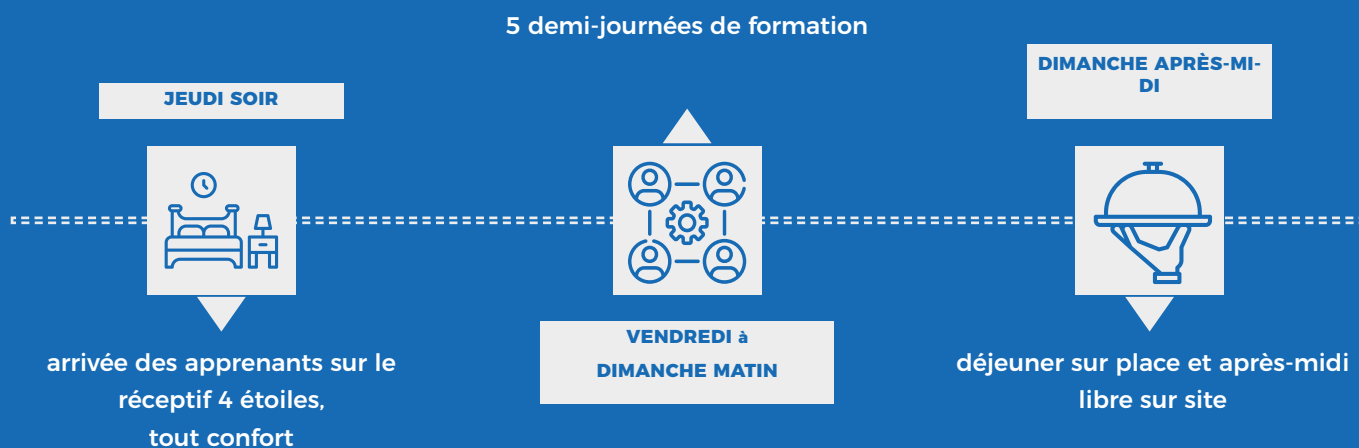 5 demi-journées de formation
JEUDI SOIR
arrivée des apprenants sur le
réceptif 4 étoiles,
tout confort
VENDREDI à
DIMANCHE MATIN
DIMANCHE APRÈS-MI-
DI
déjeuner sur place et après-midi
libre sur site